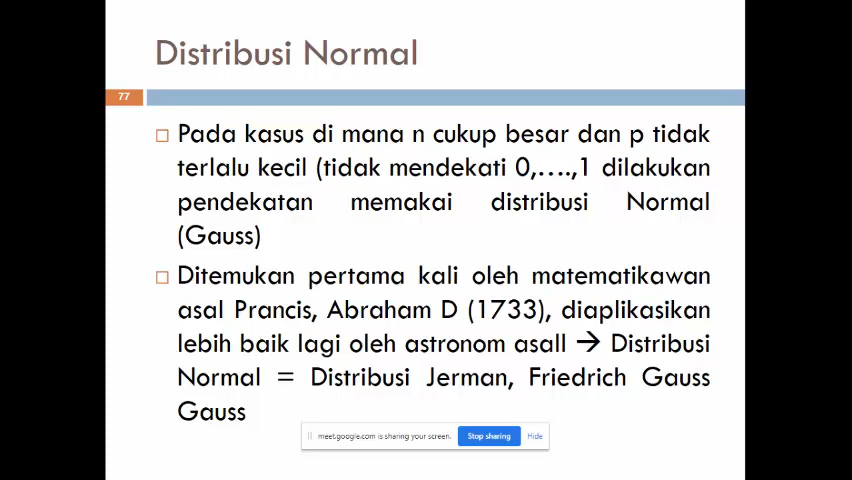 Distribusi Normal
77
Pada kasus di mana n cukup besar dan p tidak
terlalu kecil (tidak mendekati 0,….,1 dilakukan
pendekatan memakai distribusi Normal
(Gauss)
Ditemukan pertama kali oleh matematikawan
asal Prancis, Abraham D (1733), diaplikasikan
lebih baik lagi oleh astronom asall → Distribusi
Normal = Distribusi Jerman, Friedrich Gauss
Gauss
meet.google.com is sharing your screen. Stop sharing Hide